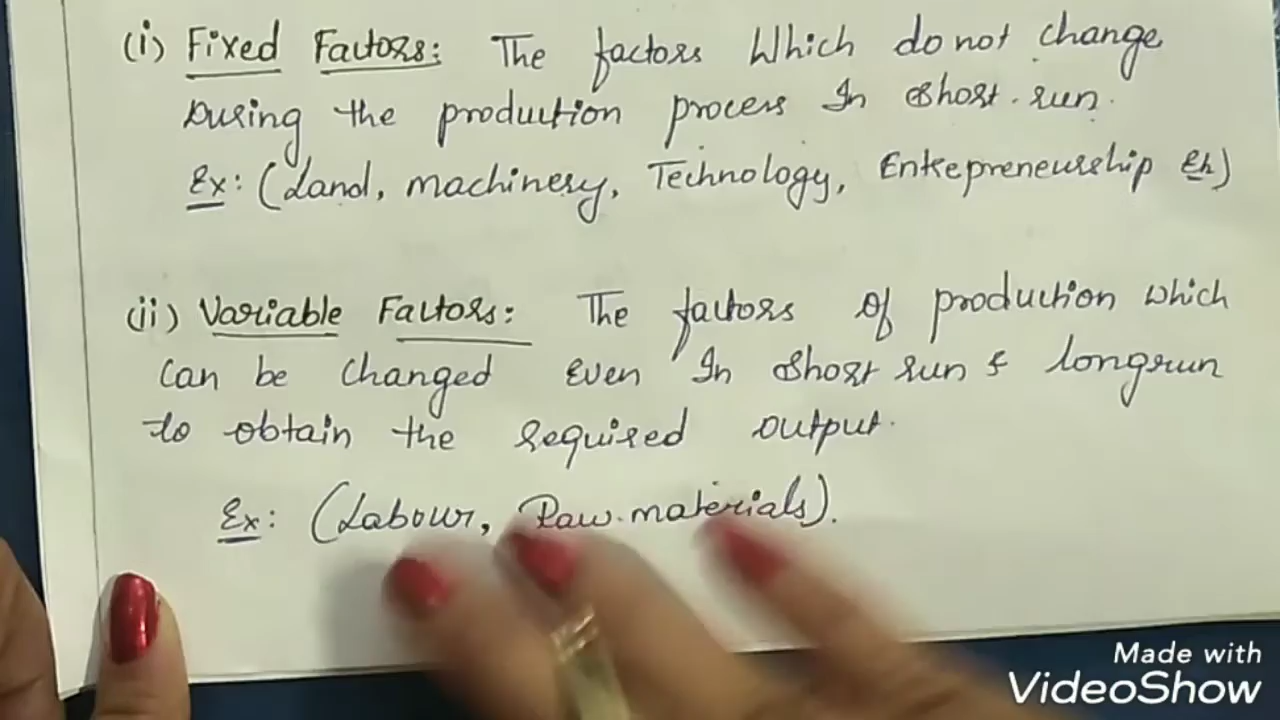 (i) Fixed Factors: The factors Which do not change
During the production process In short.run.
Ex: (Land, machinery, Technology, Entrepreneurship etc)
(ii) Variable Factors: The factors of production which
can be changed even In short run & longrun
to obtain the required output.
Ex: (Labour, Raw.materials).
Made with
VideoShow